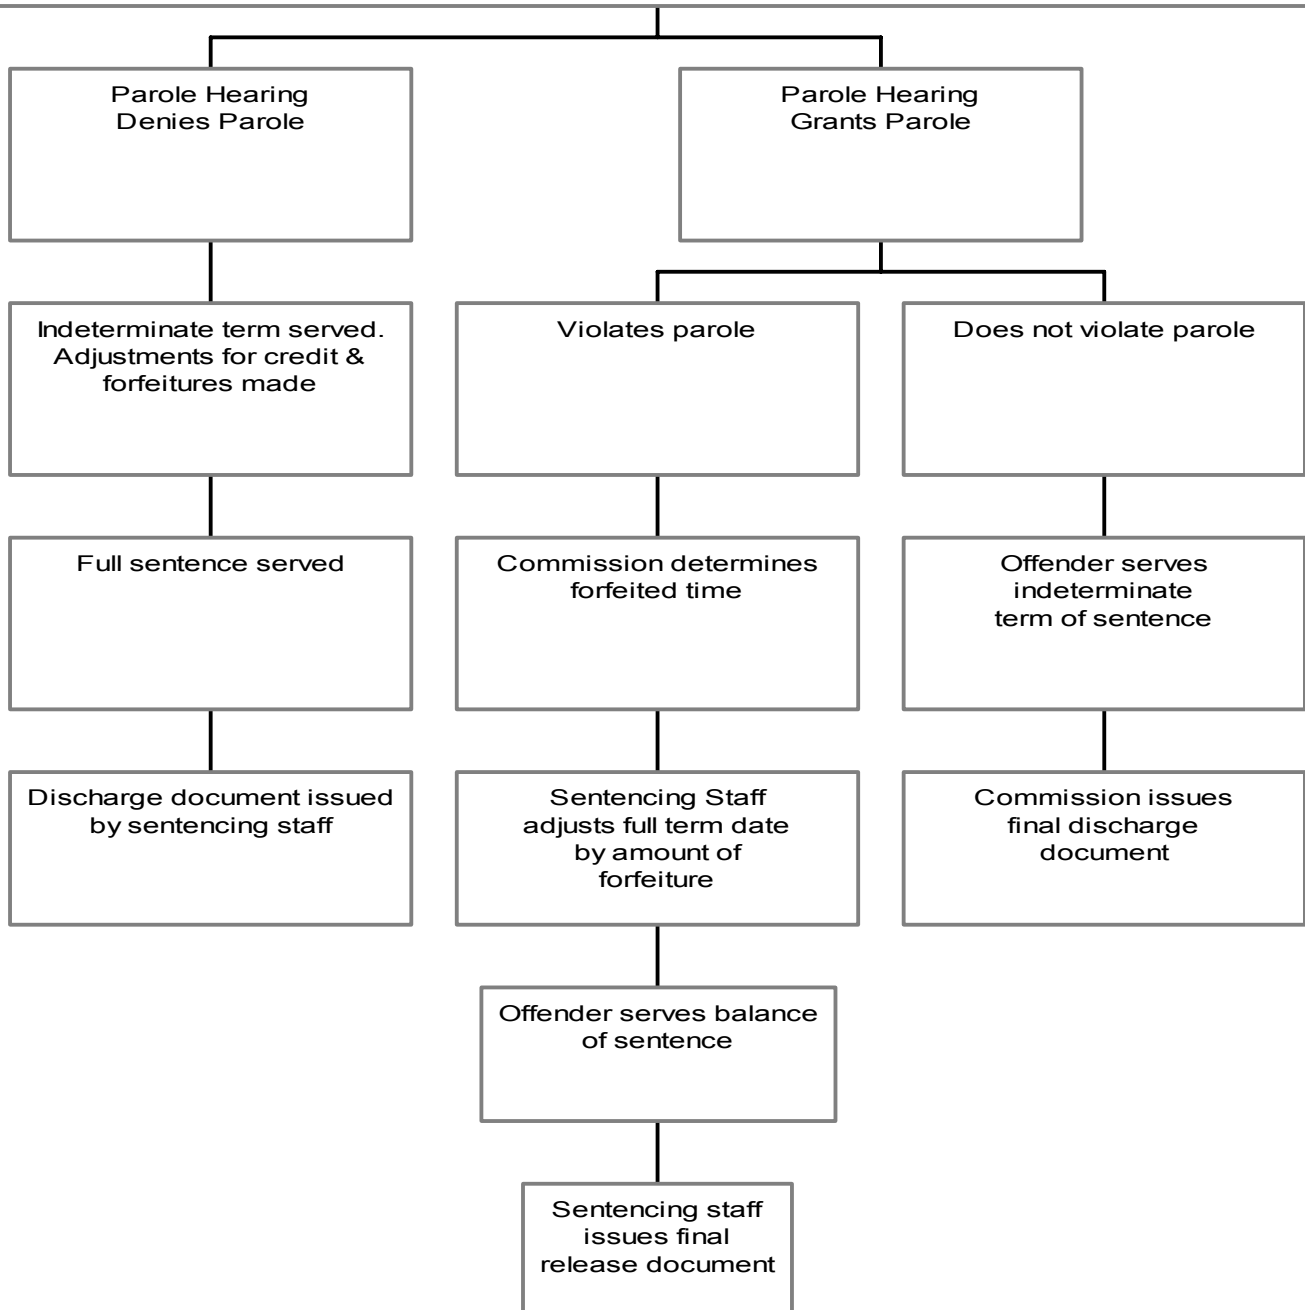 Parole Hearing
Denies Parole
Parole Hearing
Grants Parole
Indeterminate term served.
Adjustments for credit &
forfeitures made
Violates parole
Does not violate parole
Full sentence served
Commission determines
forfeited time
Offender serves
indeterminate
term of sentence
Discharge document issued
by sentencing staff
Sentencing Staff
adjusts full term date
by amount of
forfeiture
Commission issues
final discharge
document
Offender serves balance
of sentence
Sentencing staff
issues final
release document